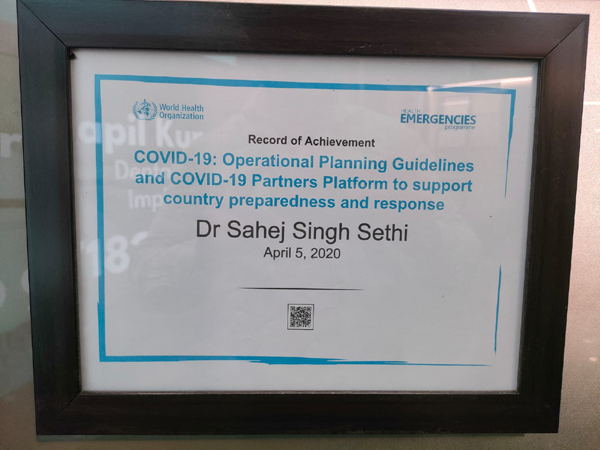 World Health
Organization
HEALTH
EMERGENCIES
programme
Record of Achievement
COVID-19: Operational Planning Guidelines
and COVID-19 Partners Platform to support
country preparedness and response
Dr Sahej Singh Sethi
April 5, 2020